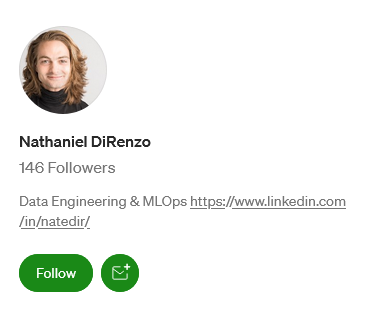 Nathaniel DiRenzo
146 Followers
Data Engineering & MLOps https://www.linkedin.com
/in/natedir/
Follow